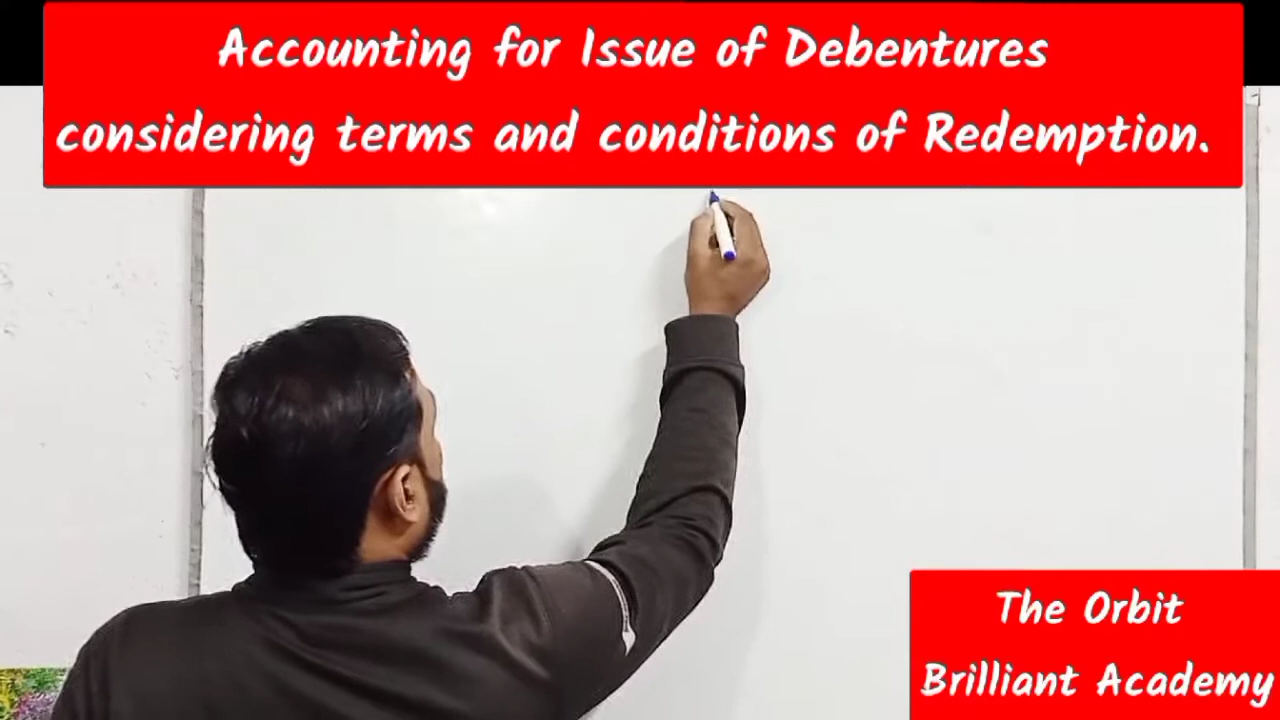 Accounting for Issue of Debentures
considering terms and conditions of Redemption.
The Orbit
Brilliant Academy